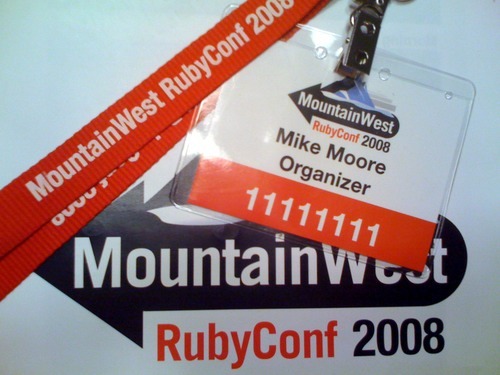 MountainWest RubyConf 2008
MountainWest
RubyConf 2008
Mike Moore
Organizer
11111111
MountainWest
RubyConf 2008